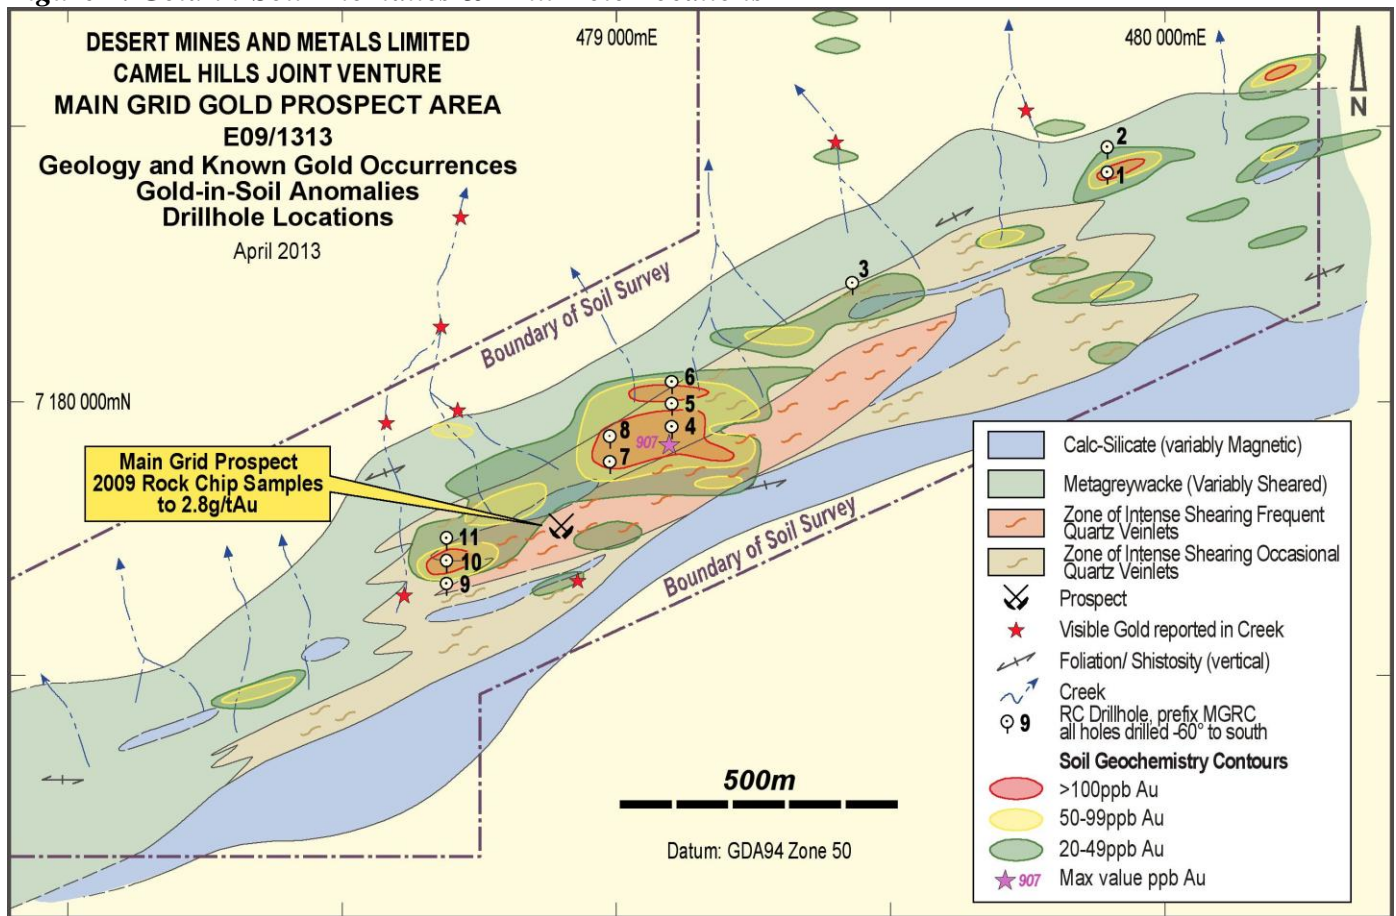 DESERT MINES AND METALS LIMITED
CAMEL HILLS JOINT VENTURE
MAIN GRID GOLD PROSPECT AREA
E09/1313
Geology and Known Gold Occurrences
Gold-in-Soil Anomalies
Drillhole Locations
April 2013
479 000mE
480 000mE
N
2
1
3
Boundary of Soil Survey
7 180 000mN
6
5
4
907
8
7
Main Grid Prospect
2009 Rock Chip Samples
to 2.8g/tAu
11
10
9
Boundary of Soil Survey
500m
Datum: GDA94 Zone 50
Calc-Silicate (variably Magnetic)
Metagreywacke (Variably Sheared)
Zone of Intense Shearing Frequent
Quartz Veinlets
Zone of Intense Shearing Occasional
Quartz Veinlets
Prospect
Visible Gold reported in Creek
Foliation/ Shistosity (vertical)
Creek
9 RC Drillhole, prefix MGRC
all holes drilled -60° to south
Soil Geochemistry Contours
>100ppb Au
50-99ppb Au
20-49ppb Au
907 Max value ppb Au